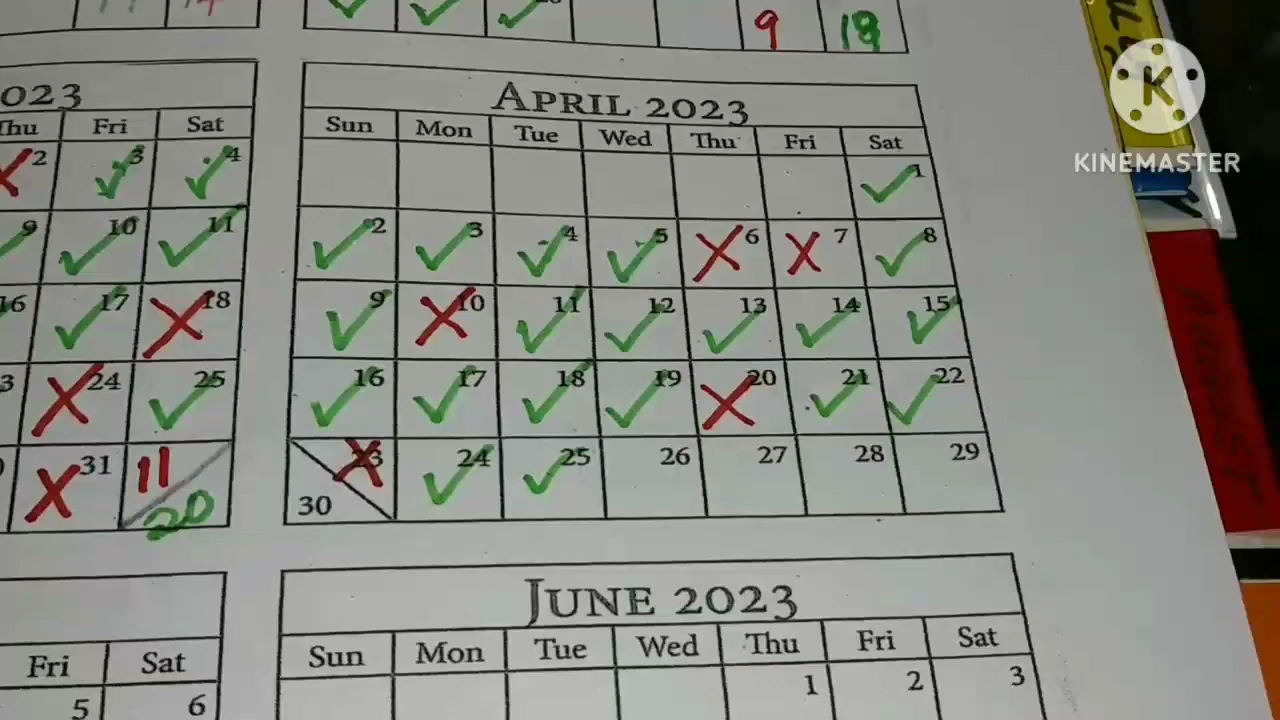 9 19
K
KINEMASTER
023
Thu Fri Sat
2 3 4
9 10 11
16 17 18
3 24 25
31 11
20
APRIL 2023
Sun Mon Tue Wed Thu Fri Sat
1
2 3 4 5 6 7 8
9 10 11 12 13 14 15
16 17 18 19 20 21 22
23 24 25 26 27 28 29
30
Fri Sat
5 6
JUNE 2023
Sun Mon Tue Wed Thu Fri Sat
1 2 3